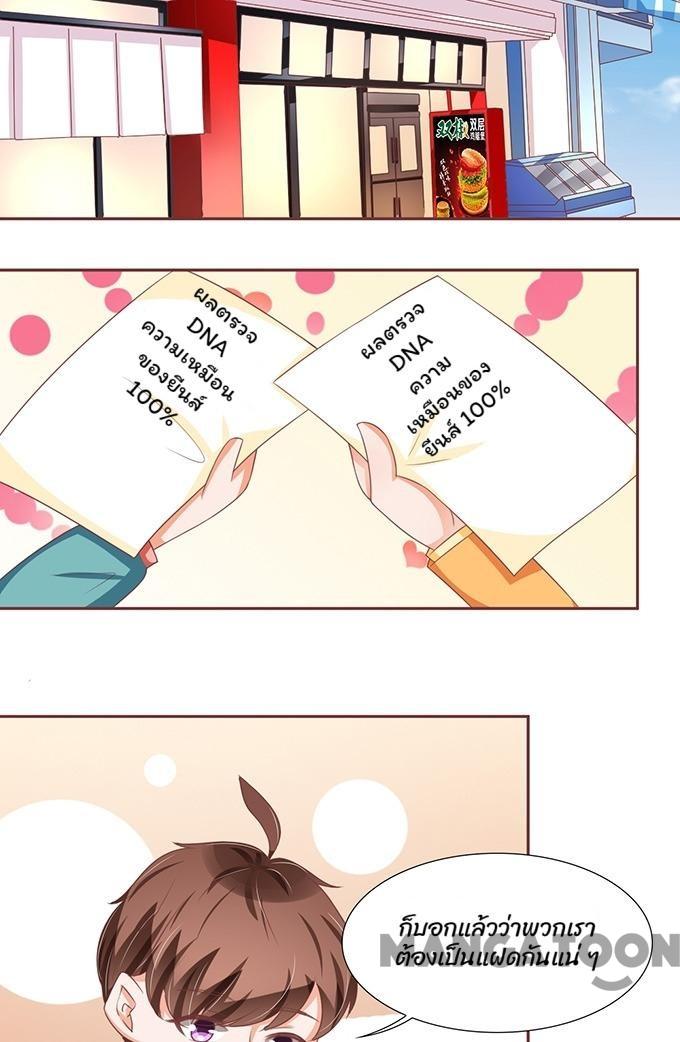 双层
ผลตรวจ
DNA
ความเหมือน
ของยีนส์
100%
ผลตรวจ
DNA
ความ
เหมือนของ
ยีนส์ 100%
ก็บอกแล้วว่าพวกเรา
ต้องเป็นแฝดกันแน่ ๆ
MANGATOON